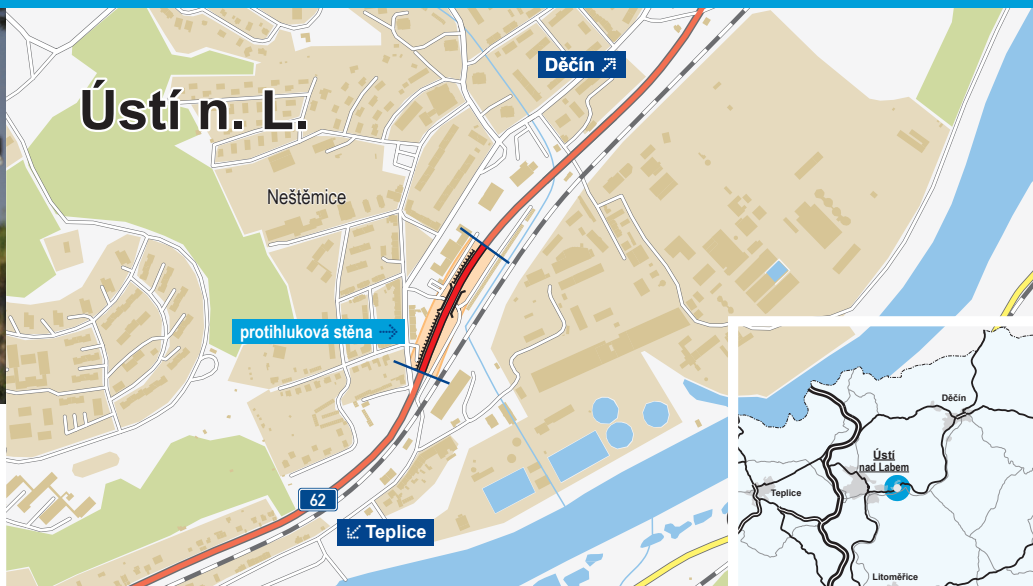 Děčín
Ústí n. L.
Neštěmice
protihluková stěna
62
Teplice
Děčín
Ústí
nad Labem
Teplice
Litoměřice